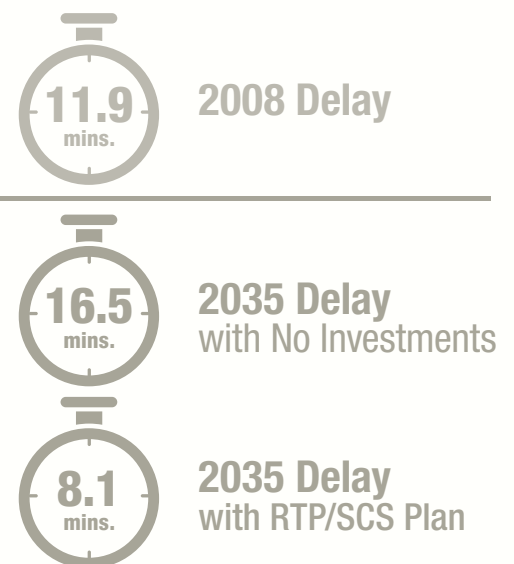 11.9
mins.
2008 Delay
16.5
mins.
2035 Delay
with No Investments
8.1
mins.
2035 Delay
with RTP/SCS Plan